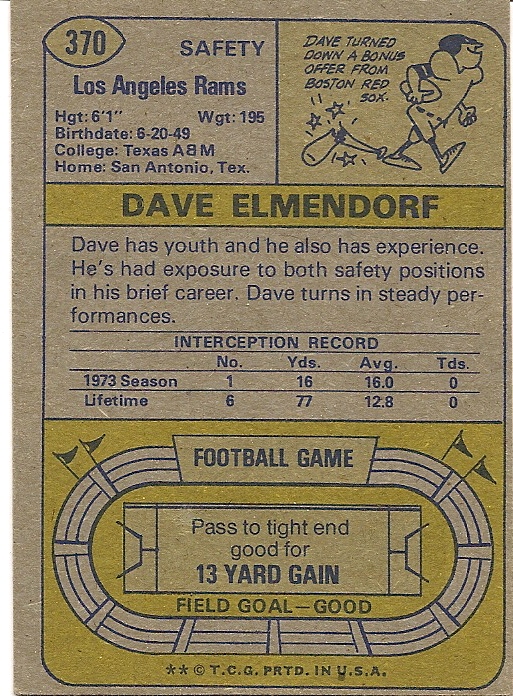 370
SAFETY
Los Angeles Rams
Hgt: 6'1" Wgt: 195
Birthdate: 6-20-49
College: Texas A&M
Home: San Antonio, Tex.
DAVE TURNED
DOWN A BONUS
OFFER FROM
BOSTON RED
SOX.
DAVE ELMENDORF
Dave has youth and he also has experience.
He's had exposure to both safety positions
in his brief career. Dave turns in steady per-
formances.
INTERCEPTION RECORD
No. Yds. Avg. Tds.
1973 Season 1 16 16.0 0
Lifetime 6 77 12.8 0
FOOTBALL GAME
Pass to tight end
good for
13 YARD GAIN
FIELD GOAL—GOOD
** © T.C.G. PRTD. IN U.S.A.